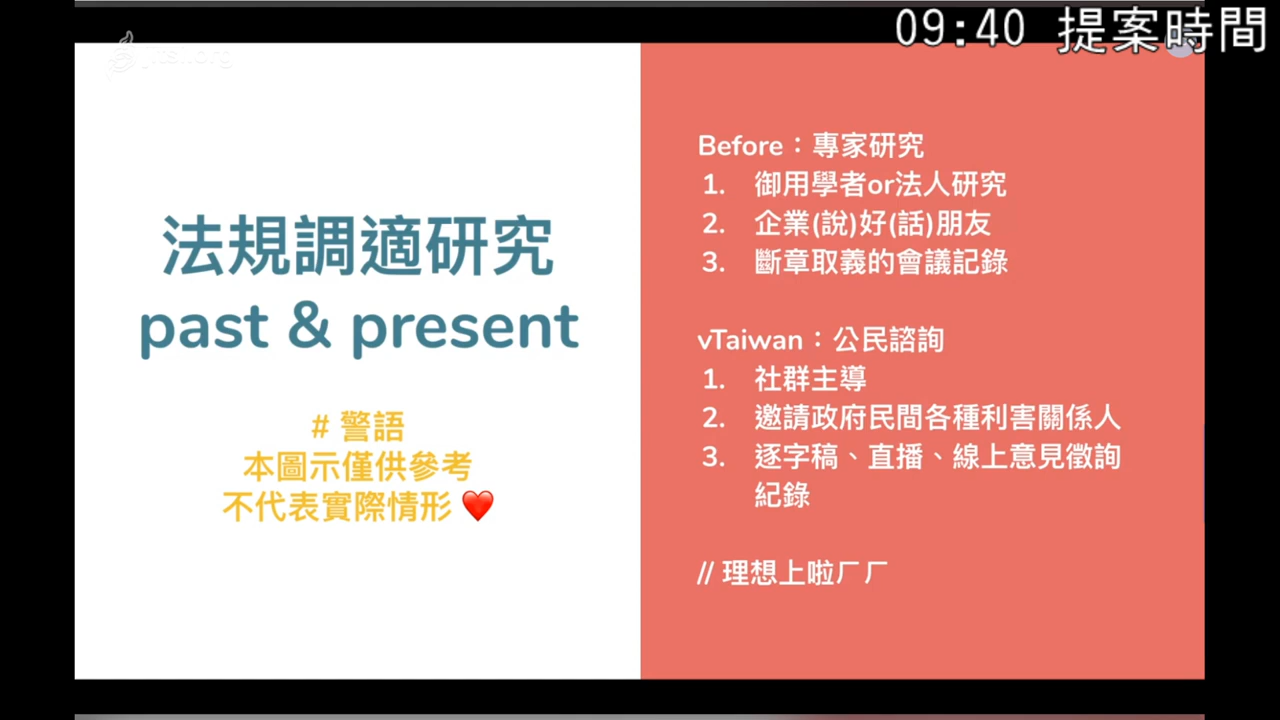 09:40 提案時間
jitsi.org
法規調適研究
past & present
# 警語
本圖示僅供參考
不代表實際情形 ❤️
Before：專家研究
1. 御用學者or法人研究
2. 企業(說)好(話)朋友
3. 斷章取義的會議記錄
vTaiwan：公民諮詢
1. 社群主導
2. 邀請政府民間各種利害關係人
3. 逐字稿、直播、線上意見徵詢
紀錄
// 理想上啦ㄏㄏ